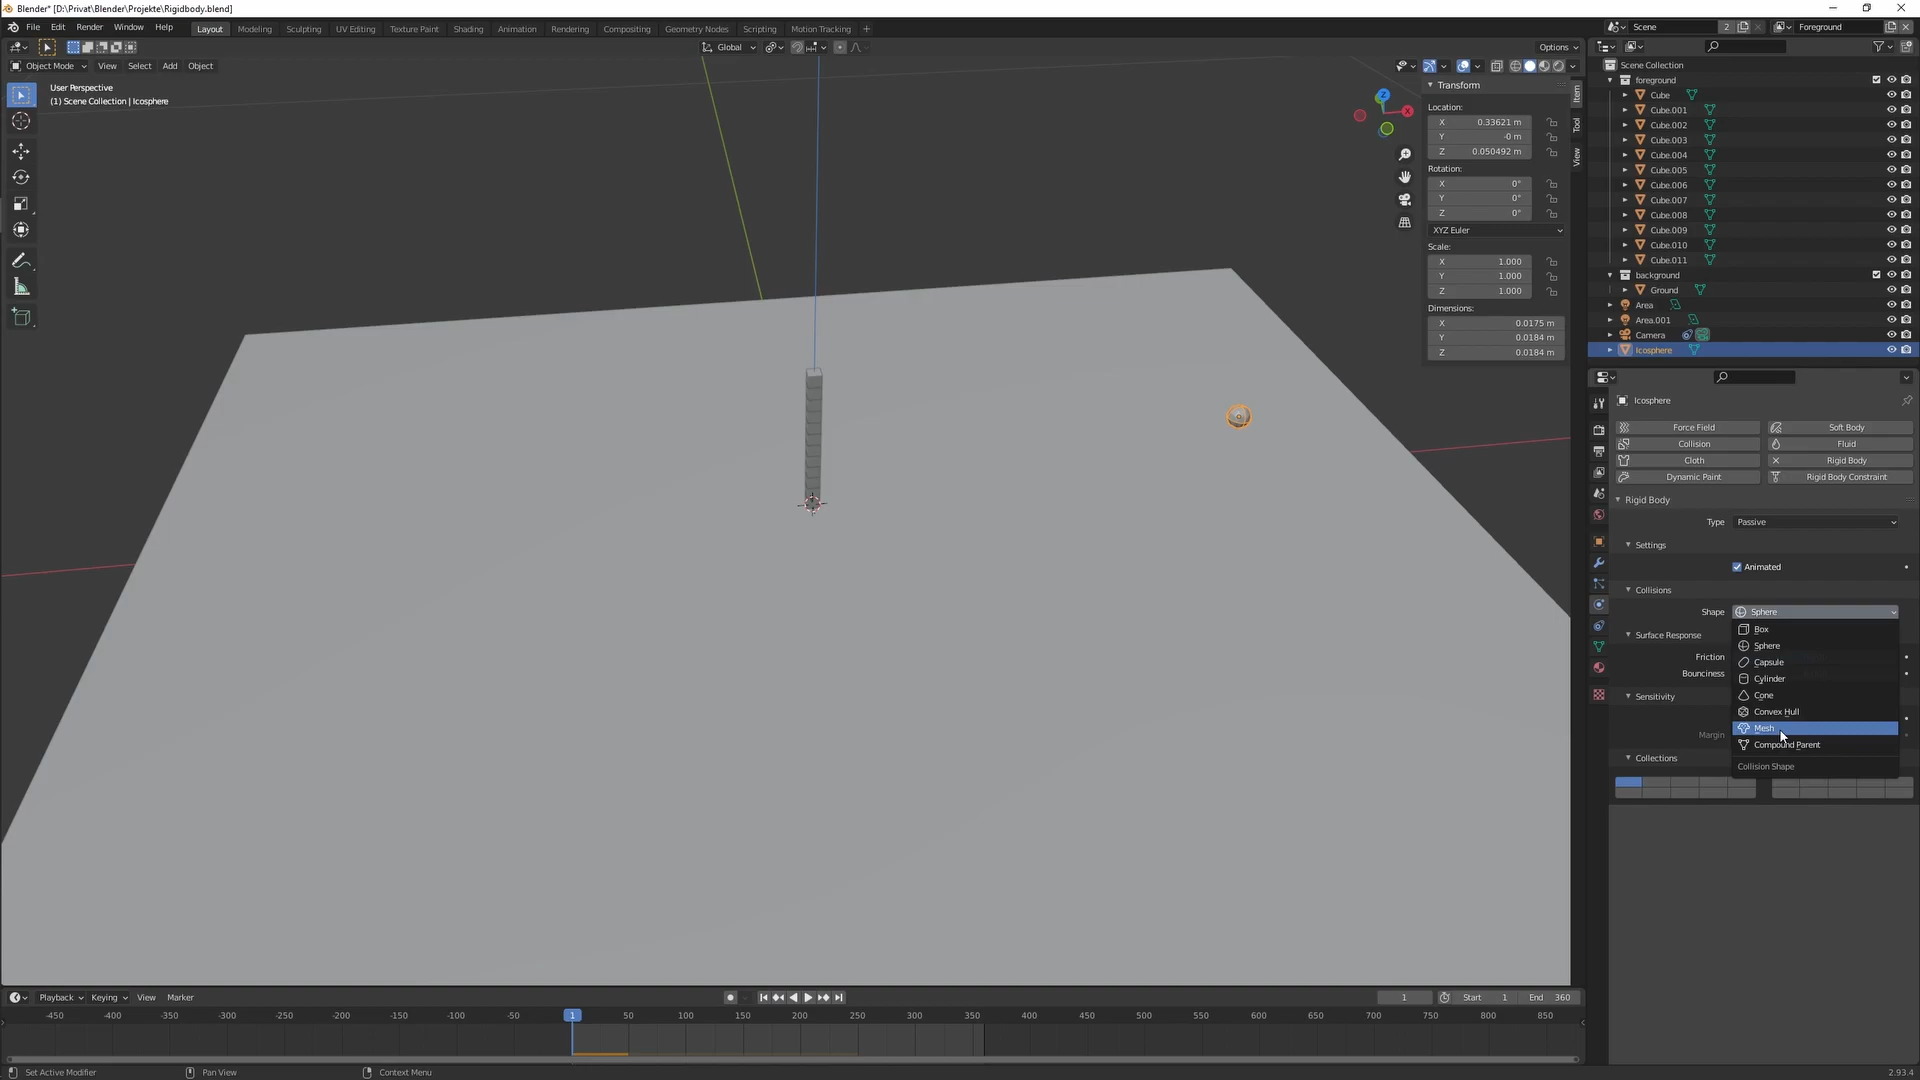 Blender* [D:\Privat\Blender\Projekte\Rigidbody.blend]
File Edit Render Window Help Layout Modeling Sculpting UV Editing Texture Paint Shading Animation Rendering Compositing Geometry Nodes Scripting Motion Tracking + Scene 2 Foreground
Global Options
Object Mode View Select Add Object
User Perspective
(1) Scene Collection | Icosphere
Transform
Location:
X 0.33621 m
Y -0 m
Z 0.050492 m
Rotation:
X 0°
Y 0°
Z 0°
XYZ Euler
Scale:
X 1.000
Y 1.000
Z 1.000
Dimensions:
X 0.0175 m
Y 0.0184 m
Z 0.0184 m
Item
Tool
View
Z
X
Scene Collection
foreground
Cube
Cube.001
Cube.002
Cube.003
Cube.004
Cube.005
Cube.006
Cube.007
Cube.008
Cube.009
Cube.010
Cube.011
background
Ground
Area
Area.001
Camera
Icosphere
Icosphere
Force Field Soft Body
Collision Fluid
Cloth Rigid Body
Dynamic Paint Rigid Body Constraint
Rigid Body
Type Passive
Settings
Animated
Collisions
Shape Sphere
Box
Surface Response
Sphere
Friction
Capsule
Bounciness
Cylinder
Sensitivity
Cone
Convex Hull
Mesh
Margin
Compound Parent
Collections
Collision Shape
Playback Keying View Marker 1 Start 1 End 360
-450 -400 -350 -300 -250 -200 -150 -100 -50 1 50 100 150 200 250 300 350 400 450 500 550 600 650 700 750 800 850
Set Active Modifier Pan View Context Menu 2.93.4